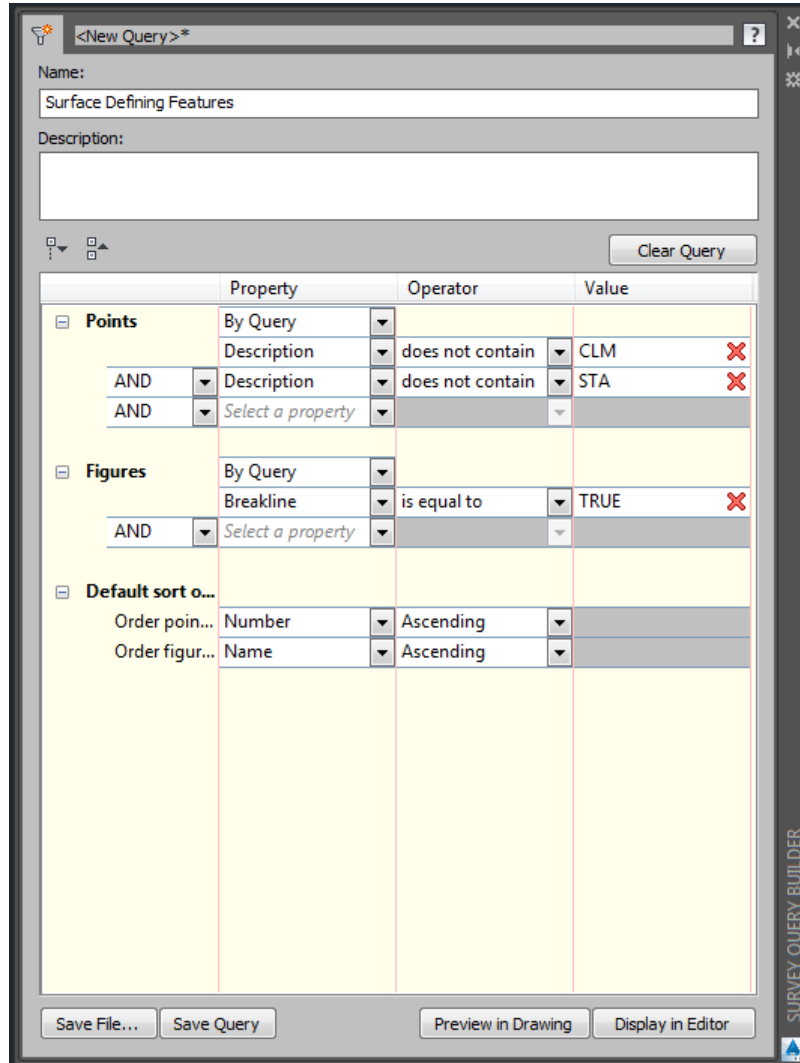 <New Query>*
?
Name:
Surface Defining Features
Description:
Clear Query
Property Operator Value
Points By Query
Description does not contain CLM
AND Description does not contain STA
AND Select a property
Figures By Query
Breakline is equal to TRUE
AND Select a property
Default sort o...
Order poin... Number Ascending
Order figur... Name Ascending
Save File... Save Query Preview in Drawing Display in Editor
SURVEY QUERY BUILDER